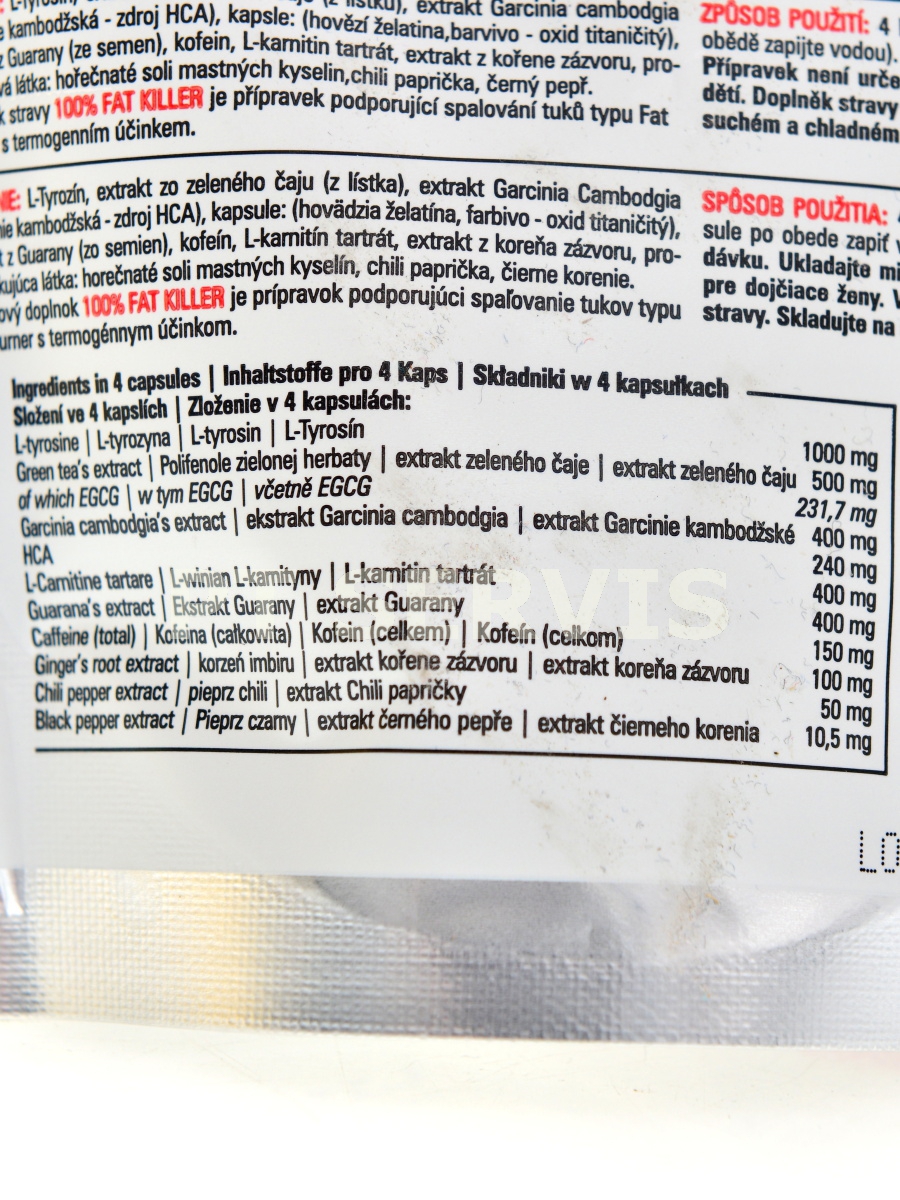 extrakt Garcinia cambodgia
kambodžská - zdroj HCA), kapsle: (hovězí želatina,barvivo - oxid titaničitý),
z Guarany (ze semen), kofein, L-karnitin tartrát, extrakt z kořene zázvoru, pro-
vá látka: hořečnaté soli mastných kyselin,chili paprička, černý pepř.
k stravy 100% FAT KILLER je přípravek podporující spalování tuků typu Fat
s termogenním účinkem.
ZPŮSOB POUŽITÍ: 4
obědě zapijte vodou).
Přípravek není urče
dětí. Doplněk stravy
suchém a chladném
NIE: L-Tyrozín, extrakt zo zeleného čaju (z lístka), extrakt Garcinia Cambodgia
nie kambodžská - zdroj HCA), kapsule: (hovädzia želatína, farbivo - oxid titaničitý),
t z Guarany (zo semien), kofeín, L-karnitín tartrát, extrakt z koreňa zázvoru, pro-
kujúca látka: horečnaté soli mastných kyselín, chili paprička, čierne korenie.
ový doplnok 100% FAT KILLER je prípravok podporujúci spaľovanie tukov typu
urner s termogénnym účinkom.
SPÔSOB POUŽITIA:
sule po obede zapiť v
dávku. Ukladajte mi
pre dojčiace ženy. V
stravy. Skladujte na
Ingredients in 4 capsules | Inhaltstoffe pro 4 Kaps | Składniki w 4 kapsułkach
Složení ve 4 kapslích | Zloženie v 4 kapsulách:
L-tyrosine | L-tyrozyna | L-tyrosin | L-Tyrosín 1000 mg
Green tea's extract | Polifenole zielonej herbaty | extrakt zeleného čaje | extrakt zeleného čaju 500 mg
of which EGCG | w tym EGCG | včetně EGCG 231,7 mg
Garcinia cambodgia's extract | ekstrakt Garcinia cambodgia | extrakt Garcinie kambodžské 400 mg
HCA 240 mg
L-Carnitine tartare | L-winian L-karnityny | L-karnitin tartrát 400 mg
Guarana's extract | Ekstrakt Guarany | extrakt Guarany 400 mg
Caffeine (total) | Kofeina (całkowita) | Kofein (celkem) | Kofeín (celkom) 150 mg
Ginger's root extract | korzeń imbiru | extrakt kořene zázvoru | extrakt koreňa zázvoru 100 mg
Chili pepper extract / pieprz chili | extrakt Chili papričky 50 mg
Black pepper extract / Pieprz czarny | extrakt černého pepře | extrakt čierneho korenia 10,5 mg
LO